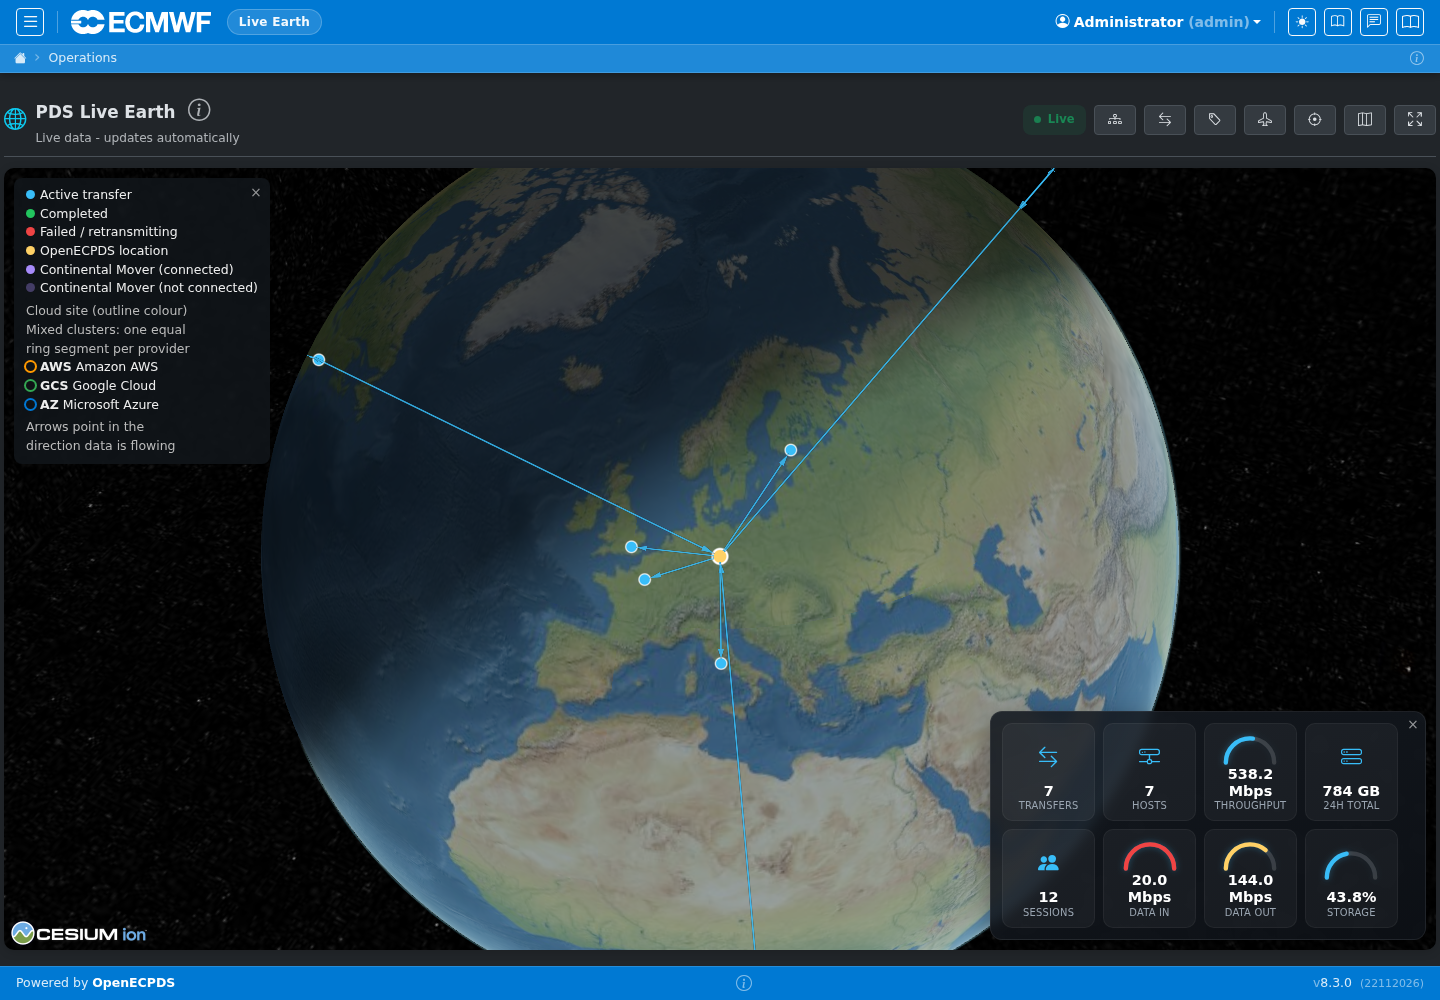 ECMWF
Live Earth
Administrator (admin)
Operations
PDS Live Earth
Live data - updates automatically
Live
Active transfer
Completed
Failed / retransmitting
OpenECPDS location
Continental Mover (connected)
Continental Mover (not connected)
Cloud site (outline colour)
Mixed clusters: one equal
ring segment per provider
AWS Amazon AWS
GCS Google Cloud
AZ Microsoft Azure
Arrows point in the
direction data is flowing
7
TRANSFERS
7
HOSTS
538.2
Mbps
THROUGHPUT
784 GB
24H TOTAL
12
SESSIONS
20.0
Mbps
DATA IN
144.0
Mbps
DATA OUT
43.8%
STORAGE
CESIUM ion
Powered by OpenECPDS
v8.3.0 (22112026)